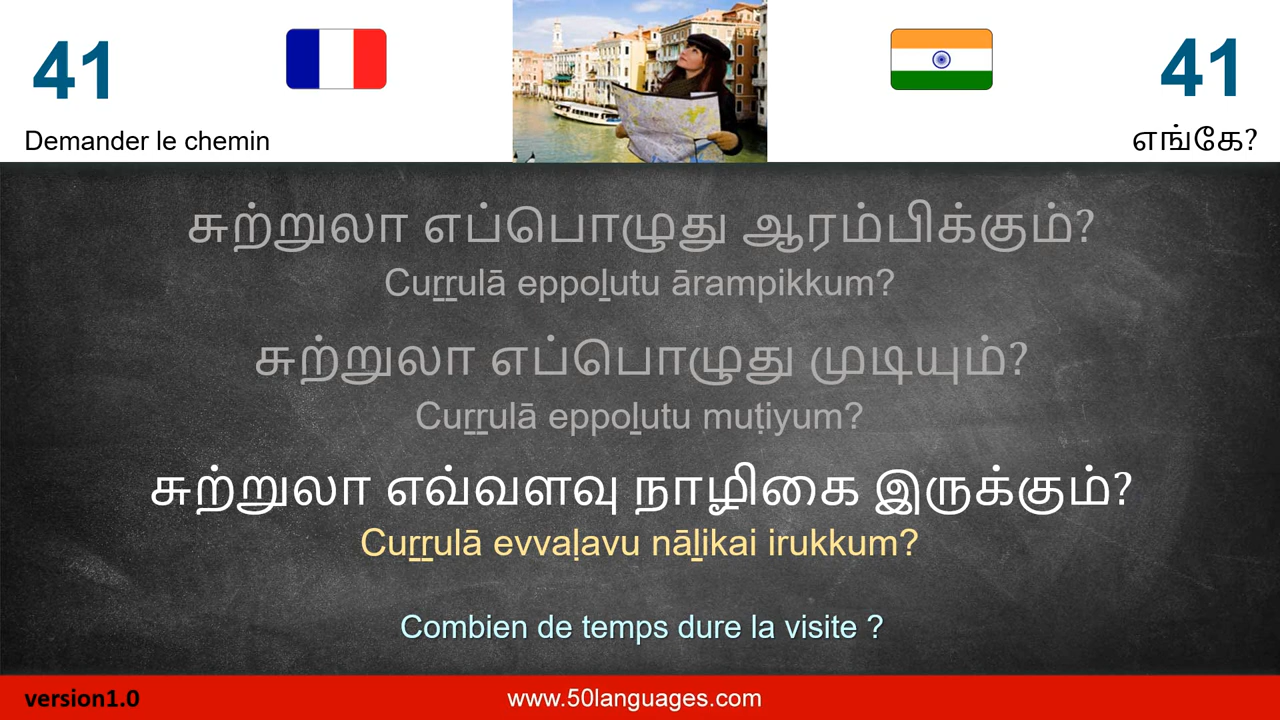 41
41
Demander le chemin
எங்கே?
சுற்றுலா எப்பொழுது ஆரம்பிக்கும்?
Cuṟṟulā eppoḻutu ārampikkum?
சுற்றுலா எப்பொழுது முடியும்?
Cuṟṟulā eppoḻutu muṭiyum?
சுற்றுலா எவ்வளவு நாழிகை இருக்கும்?
Cuṟṟulā evvaḷavu nāḻikai irukkum?
Combien de temps dure la visite ?
version1.0
www.50languages.com